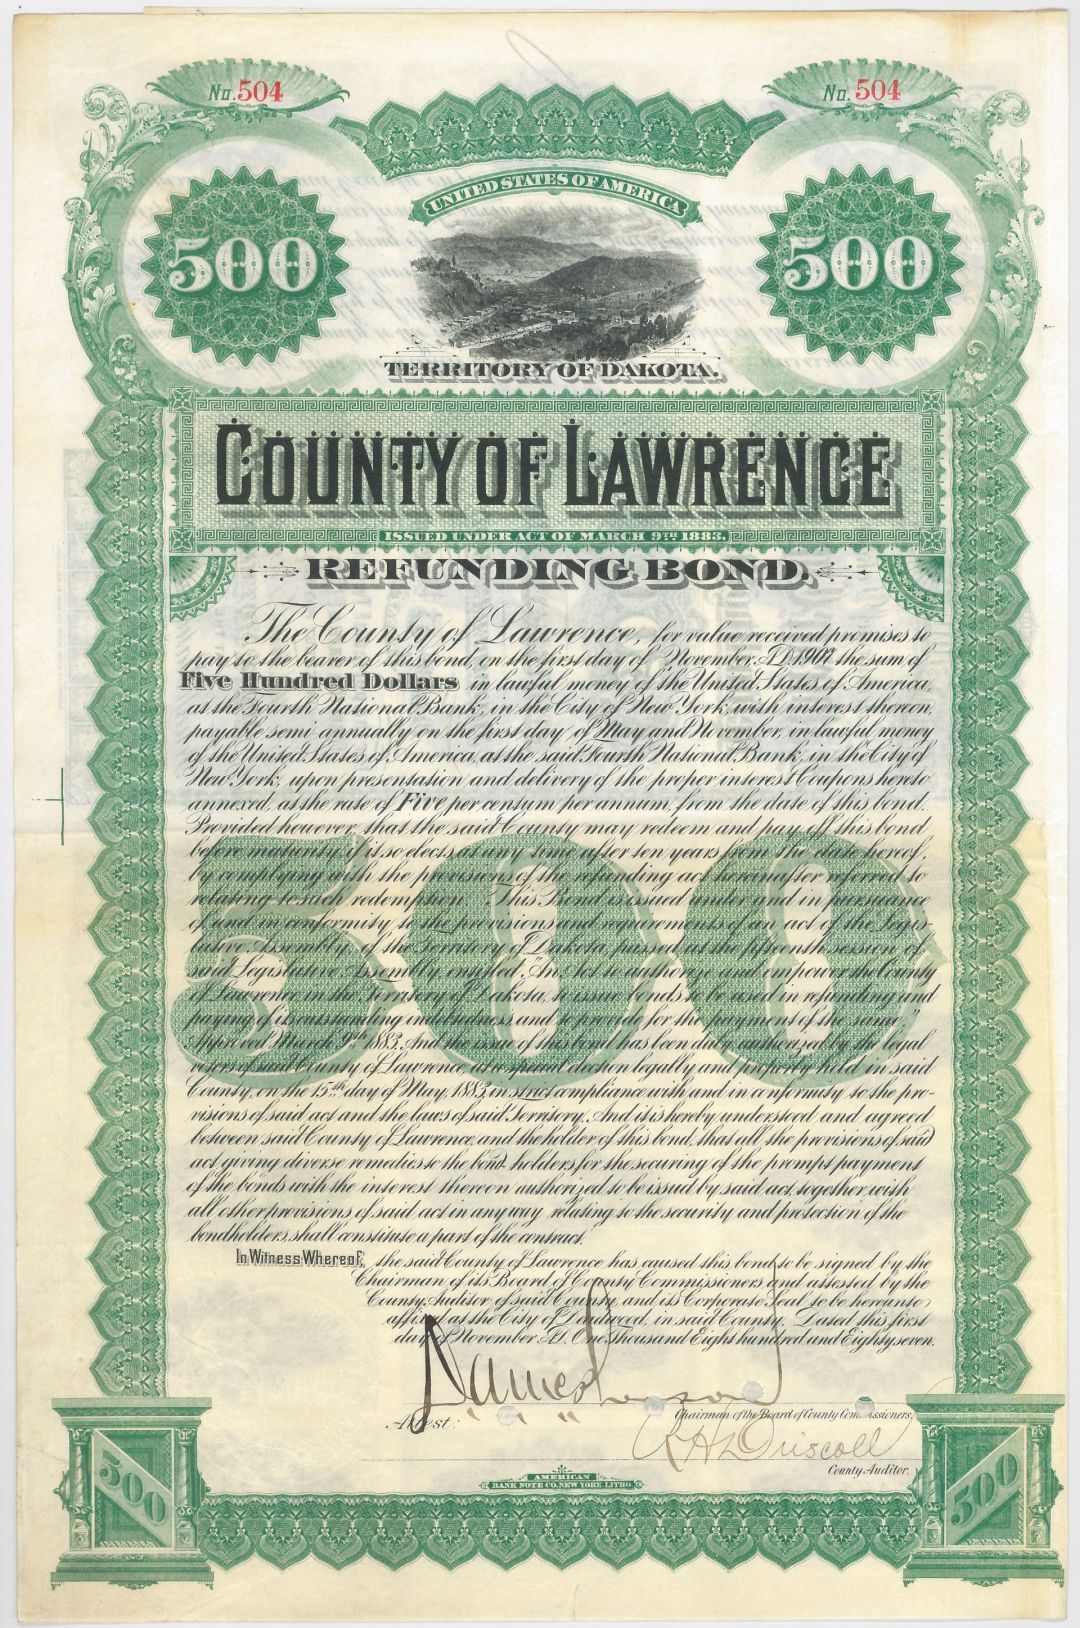 No. 504
No. 504
UNITED STATES OF AMERICA
500
500
TERRITORY OF DAKOTA.
COUNTY OF LAWRENCE
ISSUED UNDER ACT OF MARCH 9TH 1883.
REFUNDING BOND.
The County of Lawrence, for value received promises to
pay to the bearer of this bond, on the first day of November, A.D. 1907 the sum of
Five Hundred Dollars in lawful money of the United States of America,
at the Fourth National Bank, in the City of New York with interest thereon,
payable semi-annually on the first day of May and November, in lawful money
of the United States of America, at the said Fourth National Bank, in the City of
New York, upon presentation and delivery of the proper interest Coupons hereto
annexed, at the rate of Five per centum per annum, from the date of this bond.
Provided however, that the said County may redeem and pay off this bond
before maturity if it so elects at any time after ten years from the date hereof,
by complying with the provisions of the refunding act hereinafter referred to
relating to such redemption. This Bond is issued under and in pursuance
of and in conformity to the provisions and requirements of an act of the Legis-
lative Assembly of the Territory of Dakota, passed at the fifteenth session of
said Legislative Assembly, entitled, "An Act to authorize and empower the County
of Lawrence, in the Territory of Dakota, to issue bonds to be used in refunding and
paying of its outstanding indebtedness, and to provide for the payment of the same."
Approved March 9th 1883. And the issue of this bond has been duly authorized by the legal
voters of said County of Lawrence, at a special election legally and properly held in said
County, on the 15th day of May, 1883, in strict compliance with and in conformity to the pro-
visions of said act and the laws of said Territory. And it is hereby understood and agreed
between said County of Lawrence, and the holder of this bond, that all the provisions of said
act giving diverse remedies to the bond-holders for the securing of the prompt payment
of the bonds with the interest thereon authorized to be issued by said act, together with
all other provisions of said act in any way relating to the security and protection of the
bondholders, shall constitute a part of the contract.
In Witness Whereof, the said County of Lawrence has caused this bond to be signed by the
Chairman of its Board of County Commissioners and attested by the
County Auditor of said County, and its Corporate Seal to be hereunto
affixed at the City of Deadwood, in said County. Dated this first
day of November A.D. One Thousand Eight hundred and Eighty seven.
James
Attest:
Chairman of the Board of County Commissioners.
R H Driscoll
County Auditor.
500
500
AMERICAN
BANK NOTE CO. NEW YORK. LITHO.
500